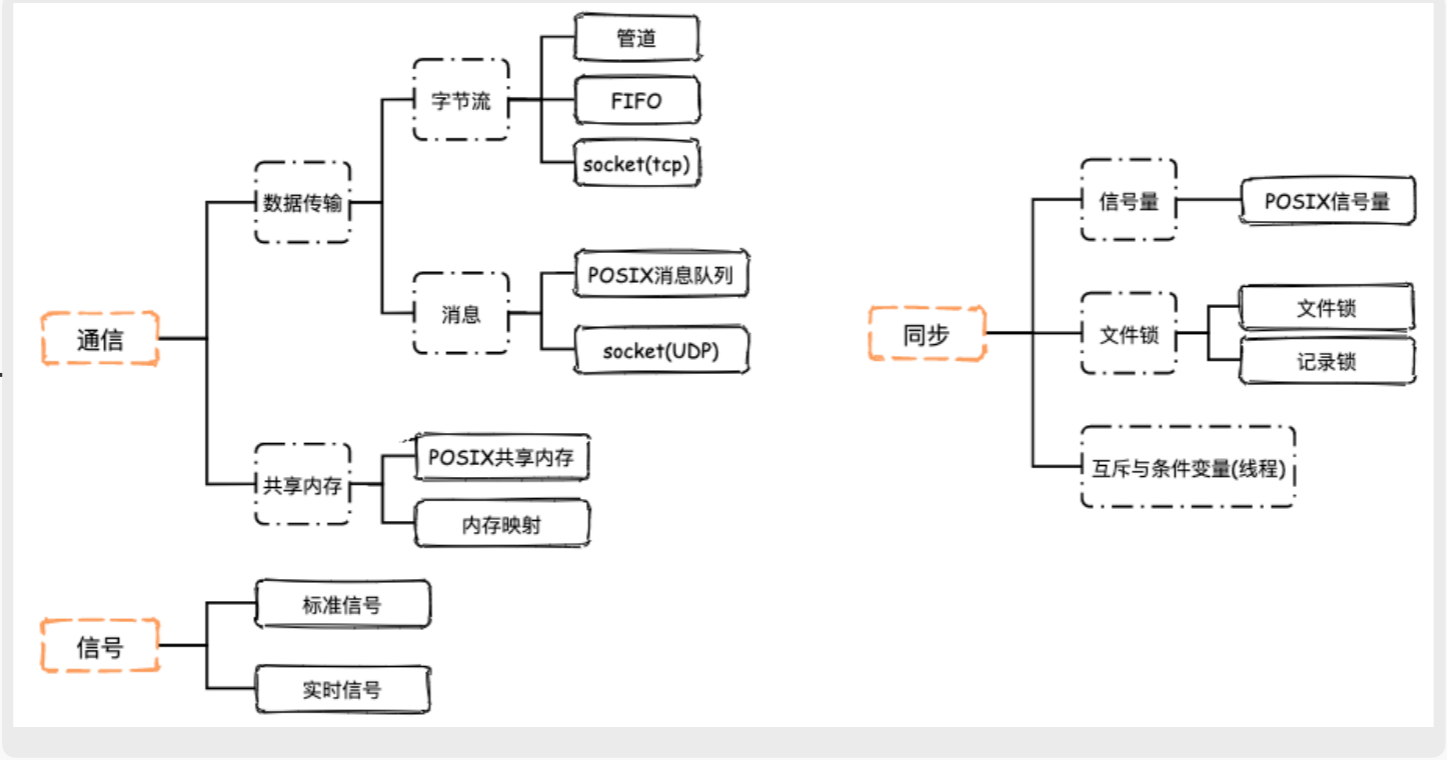 通信
数据传输
字节流
管道
FIFO
socket(tcp)
消息
POSIX消息队列
socket(UDP)
共享内存
POSIX共享内存
内存映射
信号
标准信号
实时信号
同步
信号量
POSIX信号量
文件锁
文件锁
记录锁
互斥与条件变量(线程)